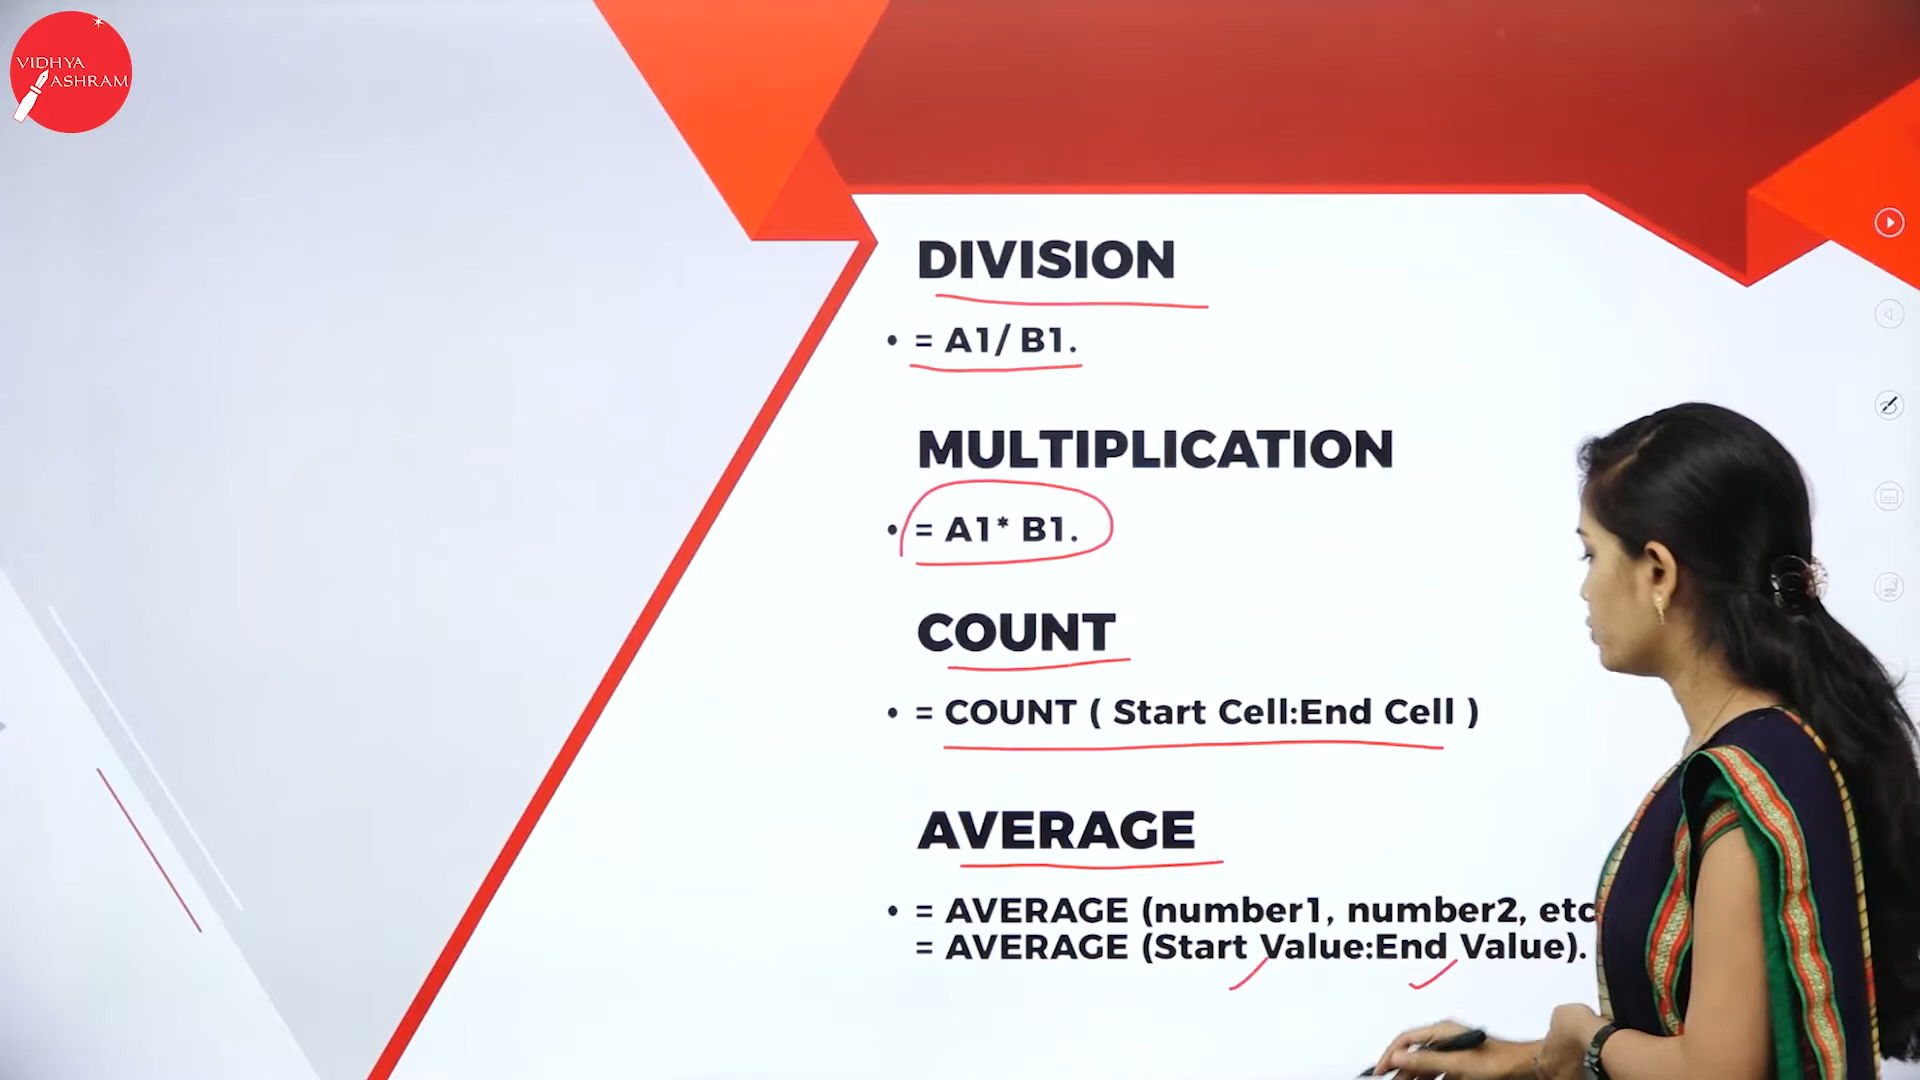 VIDHYA
ASHRAM
DIVISION
• = A1/ B1.
MULTIPLICATION
• = A1* B1.
COUNT
• = COUNT ( Start Cell:End Cell )
AVERAGE
• = AVERAGE (number1, number2, etc
= AVERAGE (Start Value:End Value).